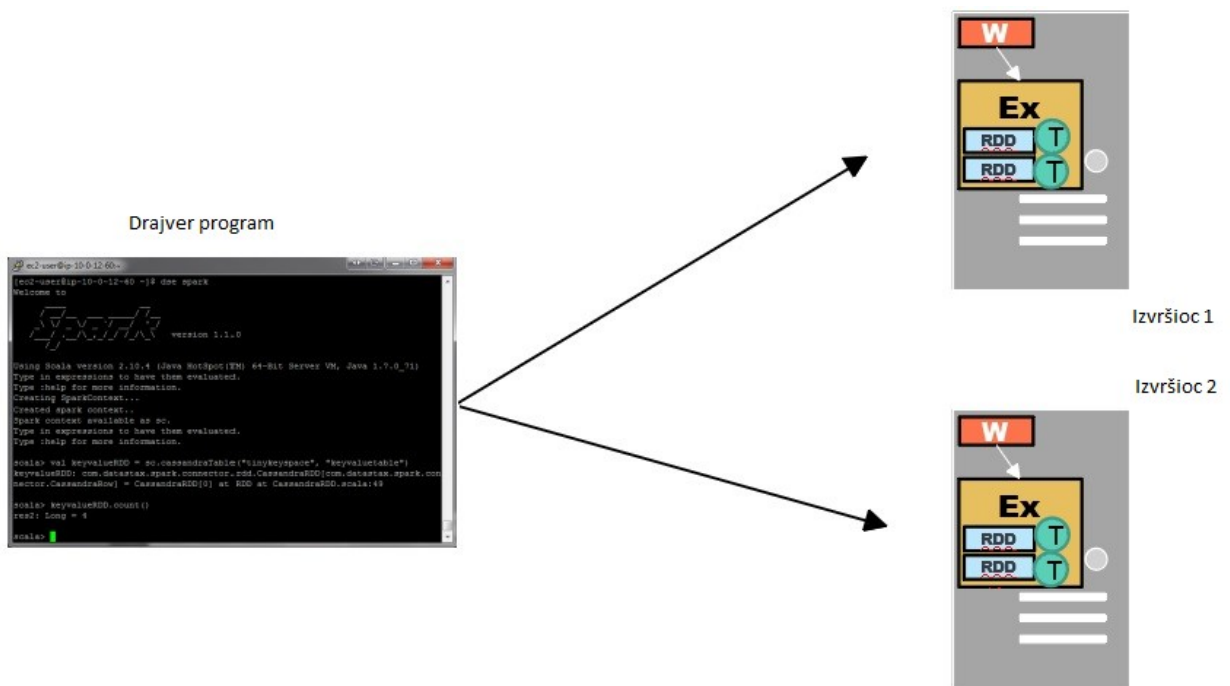 Drajver program
ec2-user@ip-10-0-12-60:~
[ec2-user@ip-10-0-12-60 ~]$ dse spark
Welcome to
Spark
version 1.1.0
Using Scala version 2.10.4 (Java HotSpot(TM) 64-Bit Server VM, Java 1.7.0_71)
Type in expressions to have them evaluated.
Type :help for more information.
Creating SparkContext...
Created spark context..
Spark context available as sc.
Type in expressions to have them evaluated.
Type :help for more information.
scala> val keyvalueRDD = sc.cassandraTable("tinykeyspace", "keyvaluetable")
keyvalueRDD: com.datastax.spark.connector.rdd.CassandraRDD[com.datastax.spark.con
nector.CassandraRow] = CassandraRDD[0] at RDD at CassandraRDD.scala:49
scala> keyvalueRDD.count()
res2: Long = 4
scala>
W
Ex
RDD T
RDD T
Izvršioc 1
Izvršioc 2
W
Ex
RDD T
RDD T